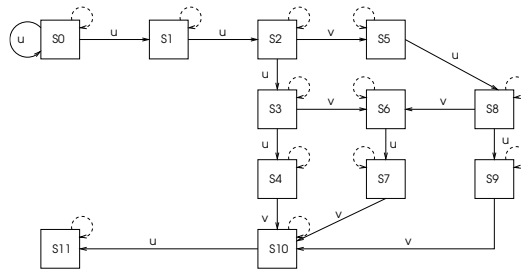 u S0 u S1 u S2 v S5
u u
S3 v S6 v S8
u u u
S4 S7 S9
v v v
S11 u S10